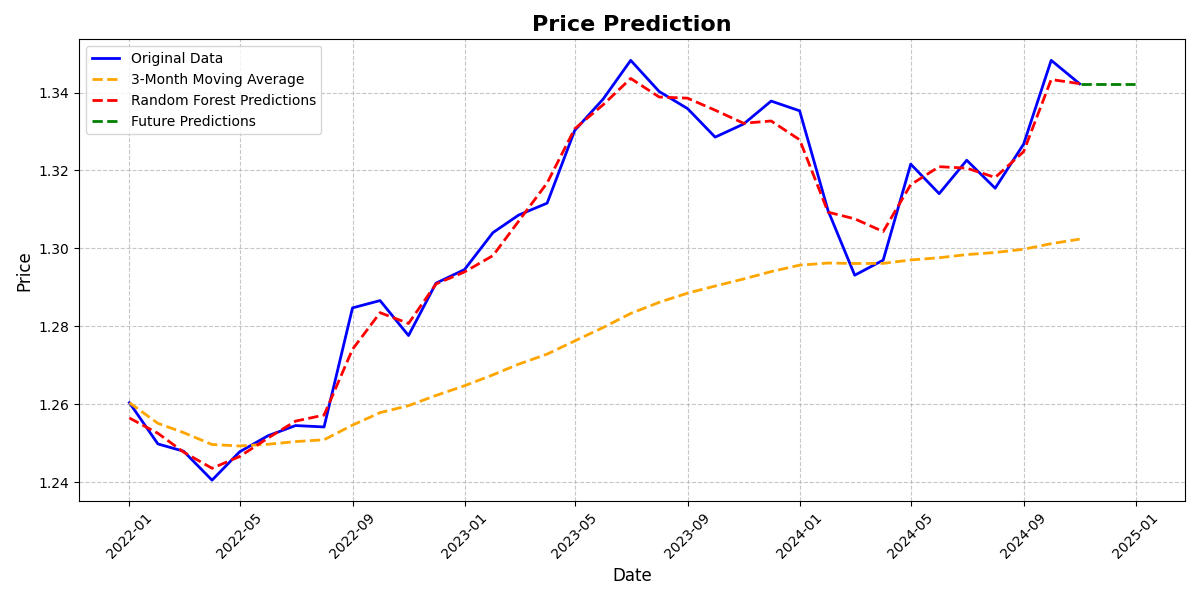 Price Prediction
Original Data
3-Month Moving Average
Random Forest Predictions
Future Predictions
Price
1.34
1.32
1.30
1.28
1.26
1.24
2022-01
2022-05
2022-09
2023-01
2023-05
2023-09
2024-01
2024-05
2024-09
2025-01
Date